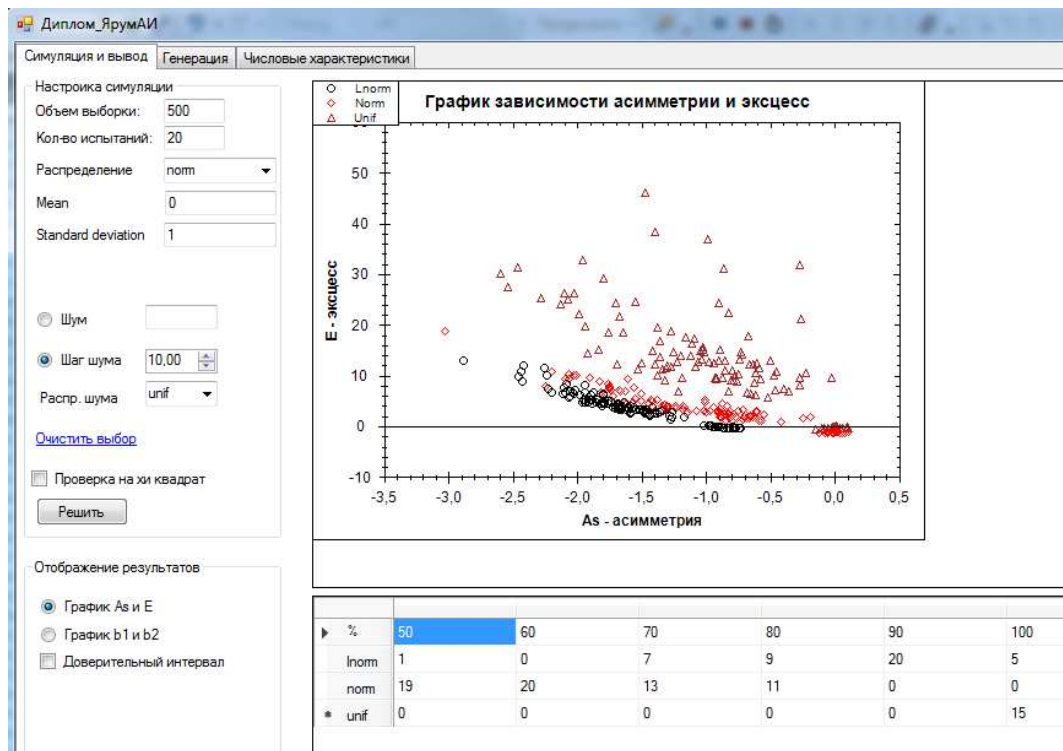 Диплом_ЯрумАИ
Симуляция и вывод
Генерация
Числовые характеристики
Настройка симуляции
Объем выборки: 500
Кол-во испытаний: 20
Распределение norm
Mean 0
Standard deviation 1
Шум
Шаг шума 10,00
Распр. шума unif
Очистить выбор
Проверка на хи квадрат
Решить
Отображение результатов
График As и E
График b1 и b2
Доверительный интервал
График зависимости асимметрии и эксцесс
Lnorm
Norm
Unif
E - эксцесс
60
50
40
30
20
10
0
-10
-3,5 -3,0 -2,5 -2,0 -1,5 -1,0 -0,5 0,0 0,5
As - асимметрия
% 50 60 70 80 90 100
lnorm 1 0 7 9 20 5
norm 19 20 13 11 0 0
unif 0 0 0 0 0 15